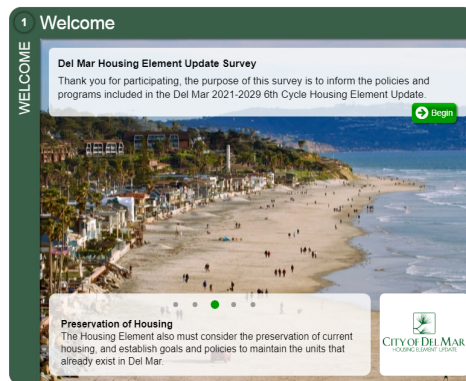 1 Welcome
WELCOME
Del Mar Housing Element Update Survey
Thank you for participating, the purpose of this survey is to inform the policies and
programs included in the Del Mar 2021-2029 6th Cycle Housing Element Update.
Begin
Preservation of Housing
The Housing Element also must consider the preservation of current
housing, and establish goals and policies to maintain the units that
already exist in Del Mar.
CITY OF DEL MAR
HOUSING ELEMENT UPDATE